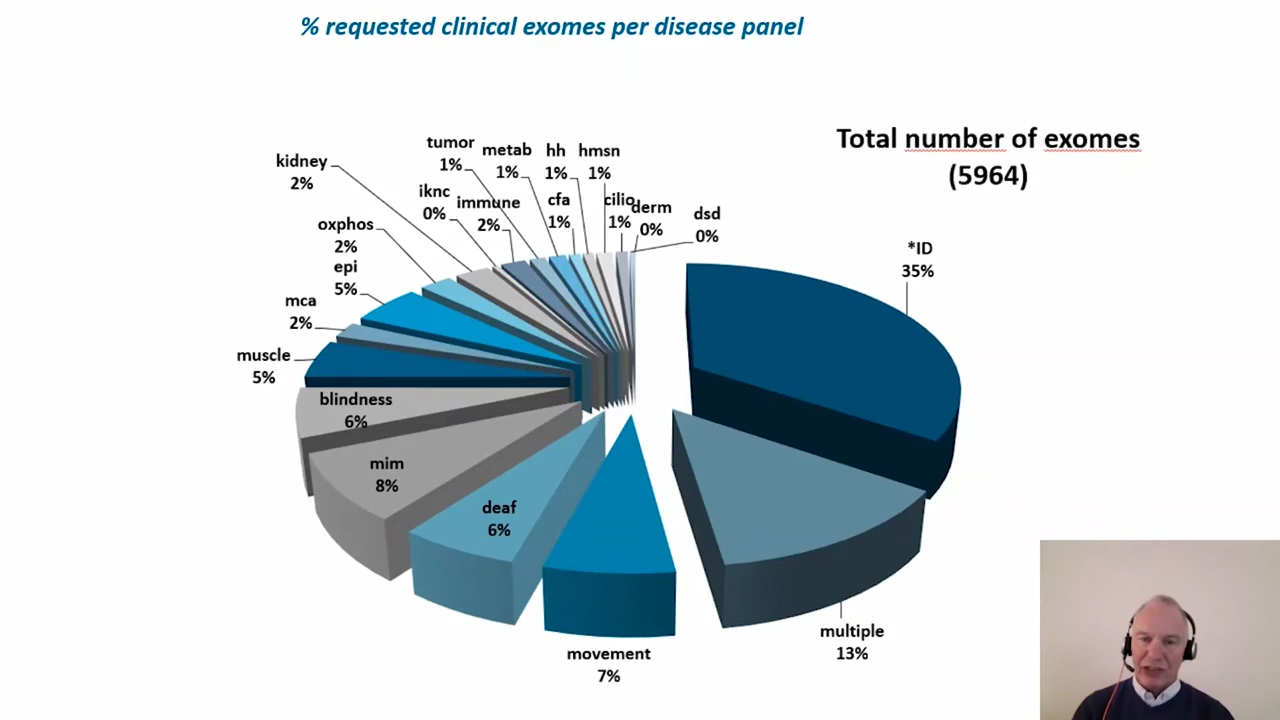 % requested clinical exomes per disease panel
Total number of exomes
(5964)
tumor
1%
metab
1%
hh
1%
hmsn
1%
kidney
2%
iknc
0%
immune
2%
cfa
1%
cilio
1%
derm
0%
dsd
0%
oxphos
2%
*ID
35%
epi
5%
mca
2%
muscle
5%
blindness
6%
mim
8%
deaf
6%
multiple
13%
movement
7%